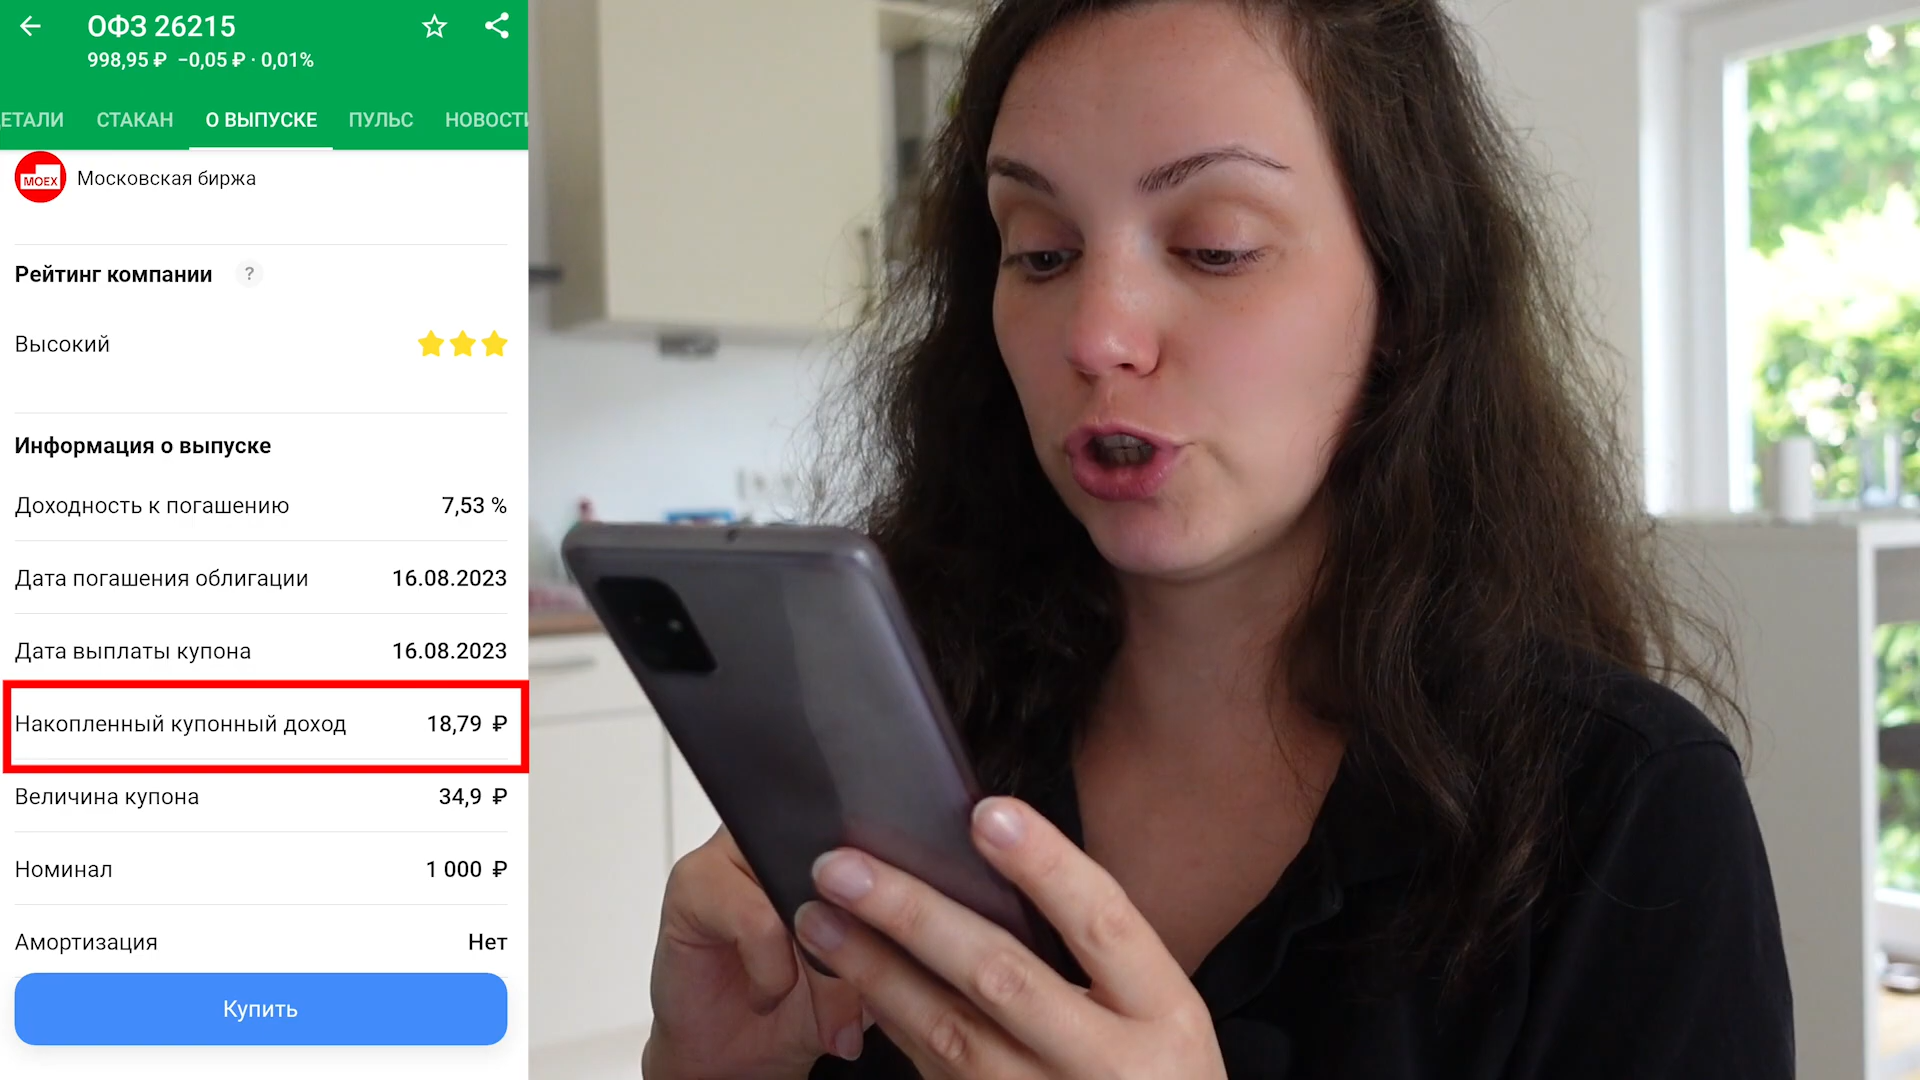 ОФЗ 26215
998,95 ₽ −0,05 ₽ · 0,01%
ЕТАЛИ СТАКАН О ВЫПУСКЕ ПУЛЬС НОВОСТИ
MOEX Московская биржа
Рейтинг компании ?
Высокий
Информация о выпуске
Доходность к погашению 7,53 %
Дата погашения облигации 16.08.2023
Дата выплаты купона 16.08.2023
Накопленный купонный доход 18,79 ₽
Величина купона 34,9 ₽
Номинал 1 000 ₽
Амортизация Нет
Купить